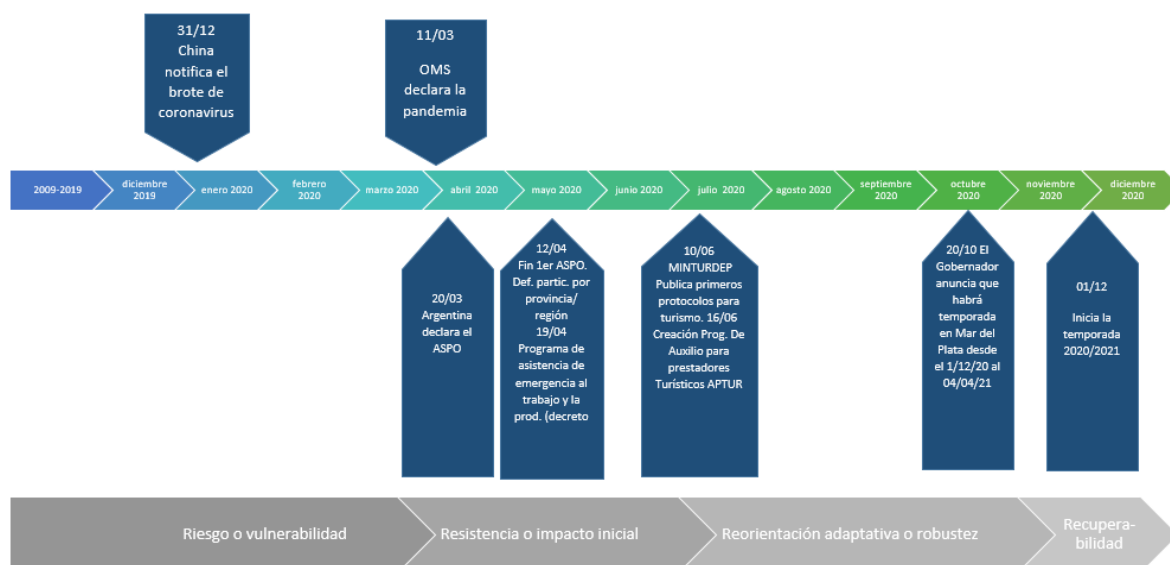 31/12
China
notifica el
brote de
coronavirus
11/03
OMS
declara la
pandemia
2009-2019
diciembre
2019
enero 2020
febrero
2020
marzo 2020
abril 2020
mayo 2020
junio 2020
julio 2020
agosto 2020
septiembre
2020
octubre
2020
noviembre
2020
diciembre
2020
20/03
Argentina
declara el
ASPO
12/04
Fin 1er ASPO.
Def. partic. por
provincia/
región
19/04
Programa de
asistencia de
emergencia al
trabajo y la
prod. (decreto
10/06
MINTURDEP
Publica primeros
protocolos para
turismo. 16/06
Creación Prog. De
Auxilio para
prestadores
Turísticos APTUR
20/10 El
Gobernador
anuncia que
habrá
temporada
en Mar del
Plata desde
el 1/12/20 al
04/04/21
01/12
Inicia la
temporada
2020/2021
Riesgo o vulnerabilidad
Resistencia o impacto inicial
Reorientación adaptativa o robustez
Recupera-
bilidad